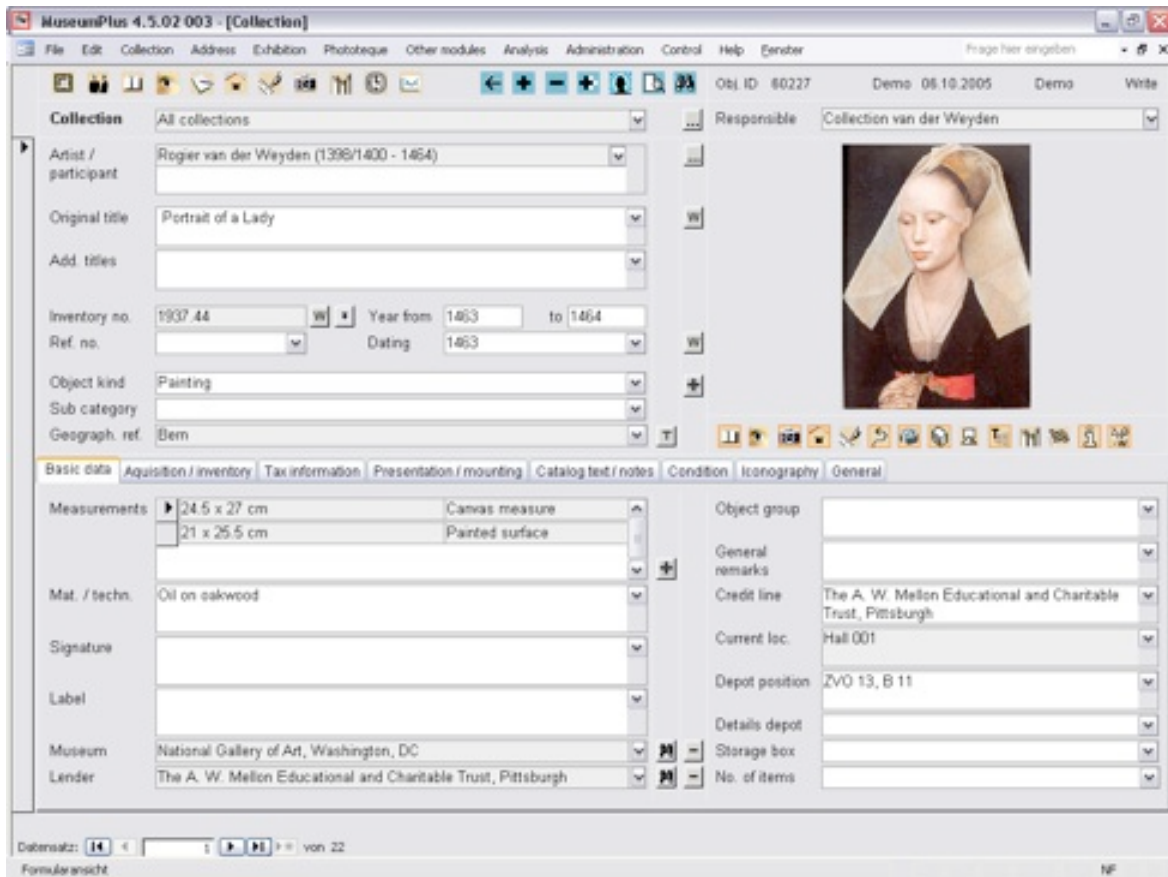 MuseumPlus 4.5.02 003 - [Collection]
File Edit Collection Address Exhibition Phototeque Other modules Analysis Administration Control Help Fenster Frage hier eingeben
Obj. ID 60227 Demo 06.10.2005 Demo Write
Collection All collections ... Responsible Collection van der Weyden
Artist / participant Rogier van der Weyden (1398/1400 - 1464) ...
Original title Portrait of a Lady W
Add. titles
Inventory no. 1937.44 W Year from 1463 to 1464
Ref. no. Dating 1463 W
Object kind Painting
Sub category
Geograph. ref. Bern T
Basic data Aquisition / inventory Tax information Presentation / mounting Catalog text / notes Condition Iconography General
Measurements 24.5 x 27 cm Canvas measure
21 x 25.5 cm Painted surface
Object group
General remarks
Mat. / techn. Oil on oakwood
Credit line The A. W. Mellon Educational and Charitable
Trust, Pittsburgh
Signature
Current loc. Hall 001
Depot position ZVO 13, B 11
Label
Details depot
Museum National Gallery of Art, Washington, DC
Storage box
Lender The A. W. Mellon Educational and Charitable Trust, Pittsburgh
No. of items
Datensatz: 1 von 22
Formularansicht NF